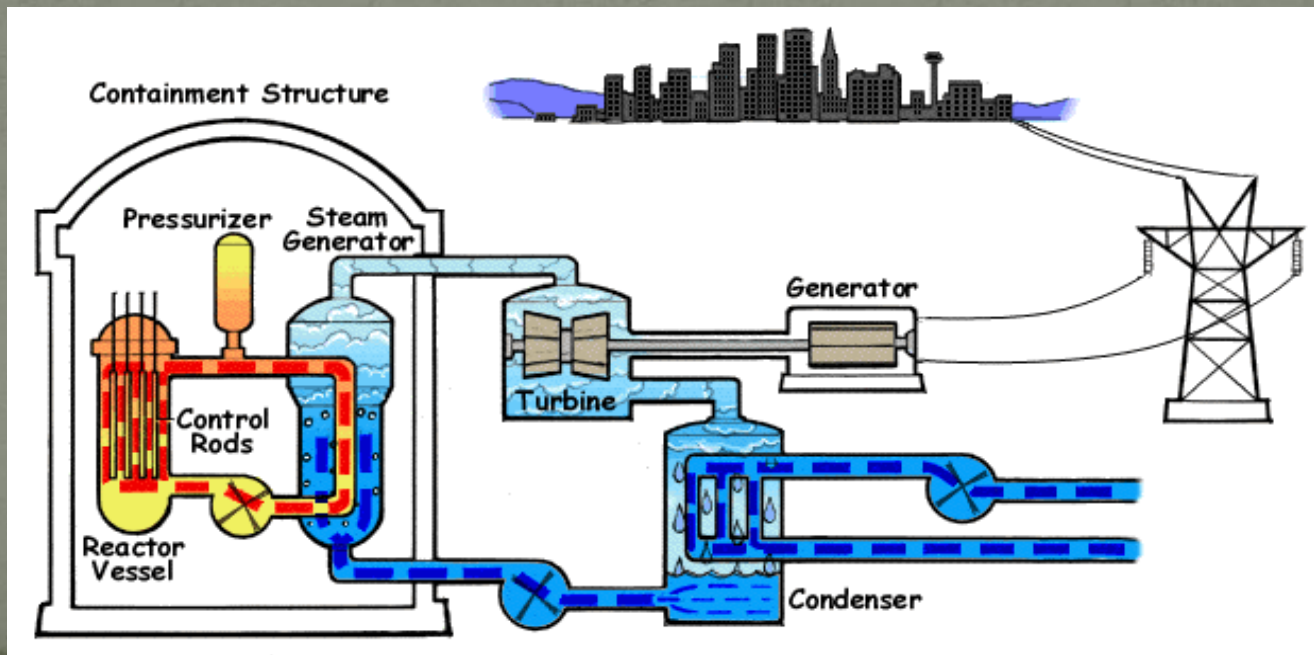 Containment Structure
Pressurizer
Steam
Generator
Generator
Control
Rods
Turbine
Reactor
Vessel
Condenser